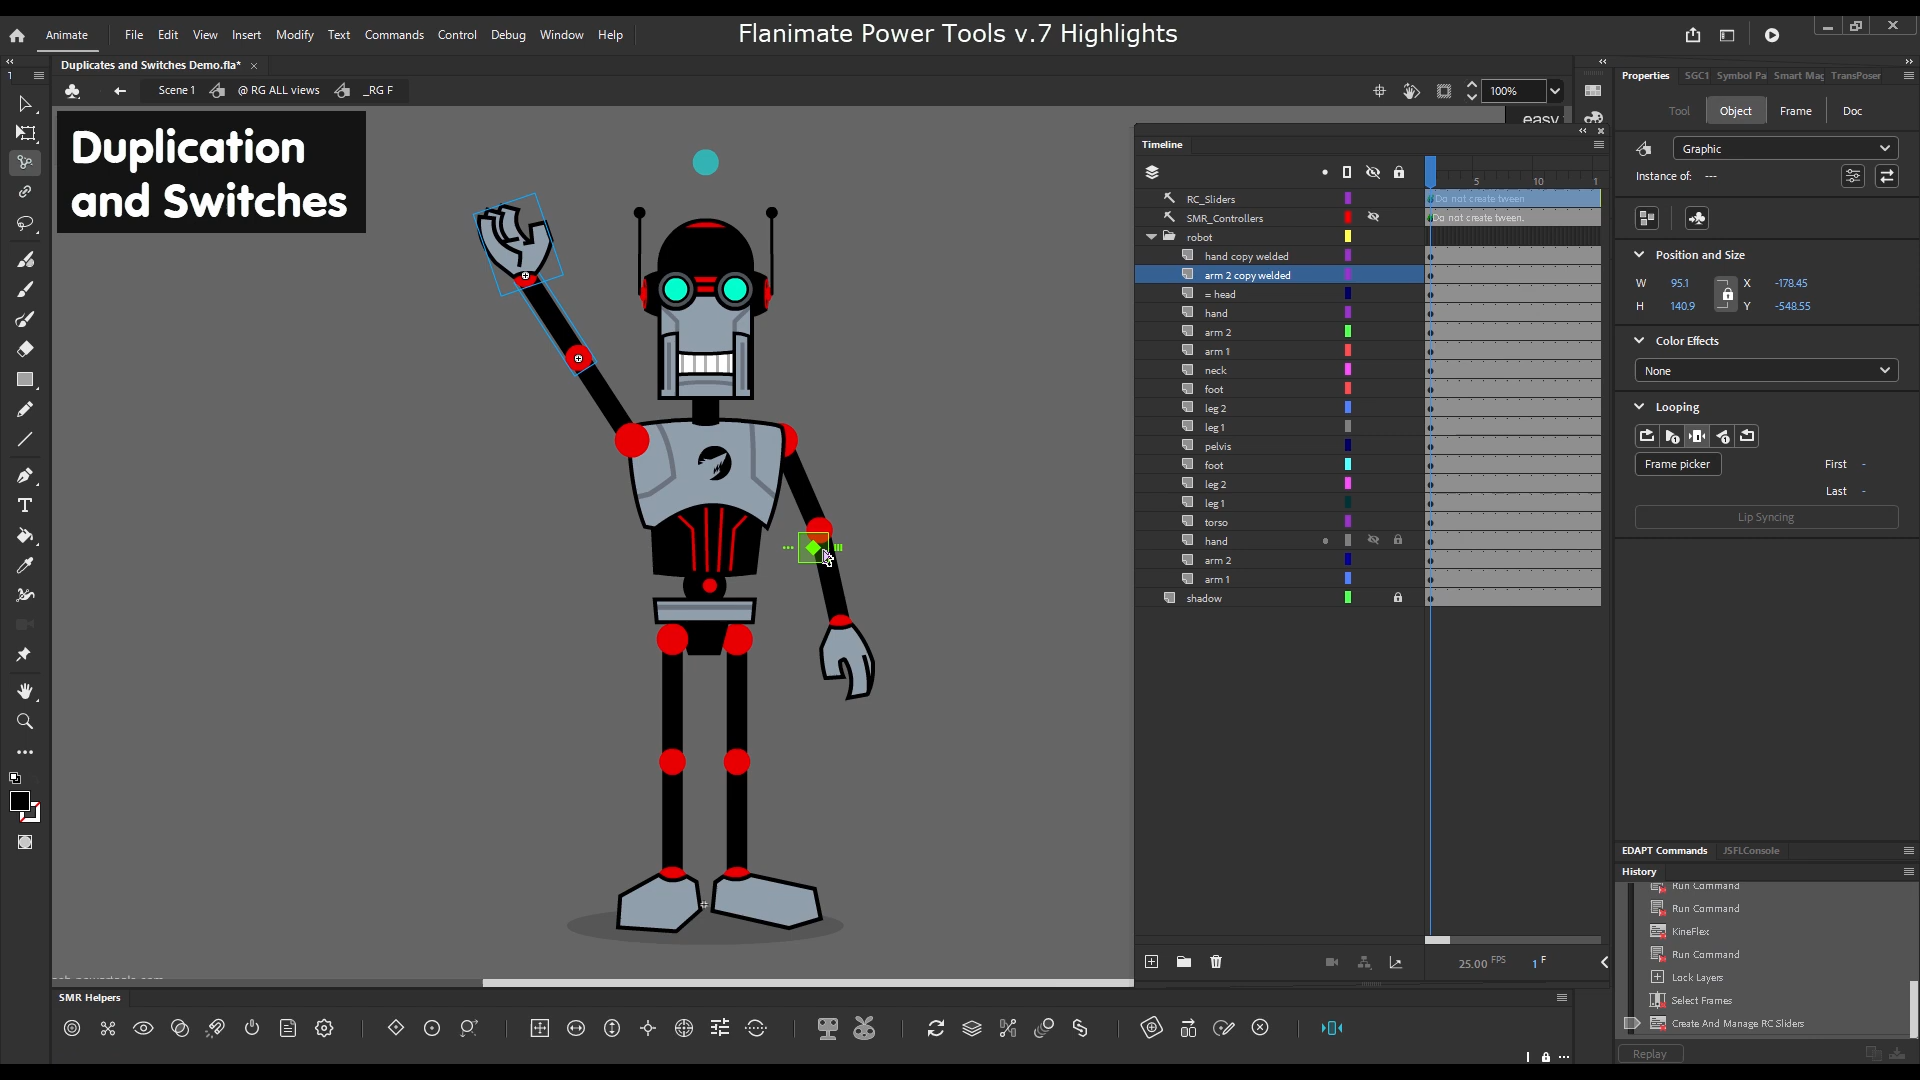 Flanimate Power Tools v.7 Highlights
Animate
File Edit View Insert Modify Text Commands Control Debug Window Help
Duplicates and Switches Demo.fla*
Scene 1 @ RG ALL views _RG F
100%
Duplication
and Switches
easy
Timeline
5 10 1
RC_Sliders
Do not create tween
SMR_Controllers
Do not create tween.
robot
hand copy welded
arm 2 copy welded
= head
hand
arm 2
arm 1
neck
foot
leg 2
leg 1
pelvis
foot
leg 2
leg 1
torso
hand
arm 2
arm 1
shadow
25.00 FPS 1 F
Properties SGC1 Symbol Pa Smart Mag TransPoser
Tool Object Frame Doc
Graphic
Instance of: ---
Position and Size
W 95.1 X -178.45
H 140.9 Y -548.55
Color Effects
None
Looping
Frame picker First -
Last -
Lip Syncing
EDAPT Commands JSFLConsole
History
Run Command
Run Command
KineFlex
Run Command
Lock Layers
Select Frames
Create And Manage RC Sliders
Replay
SMR Helpers